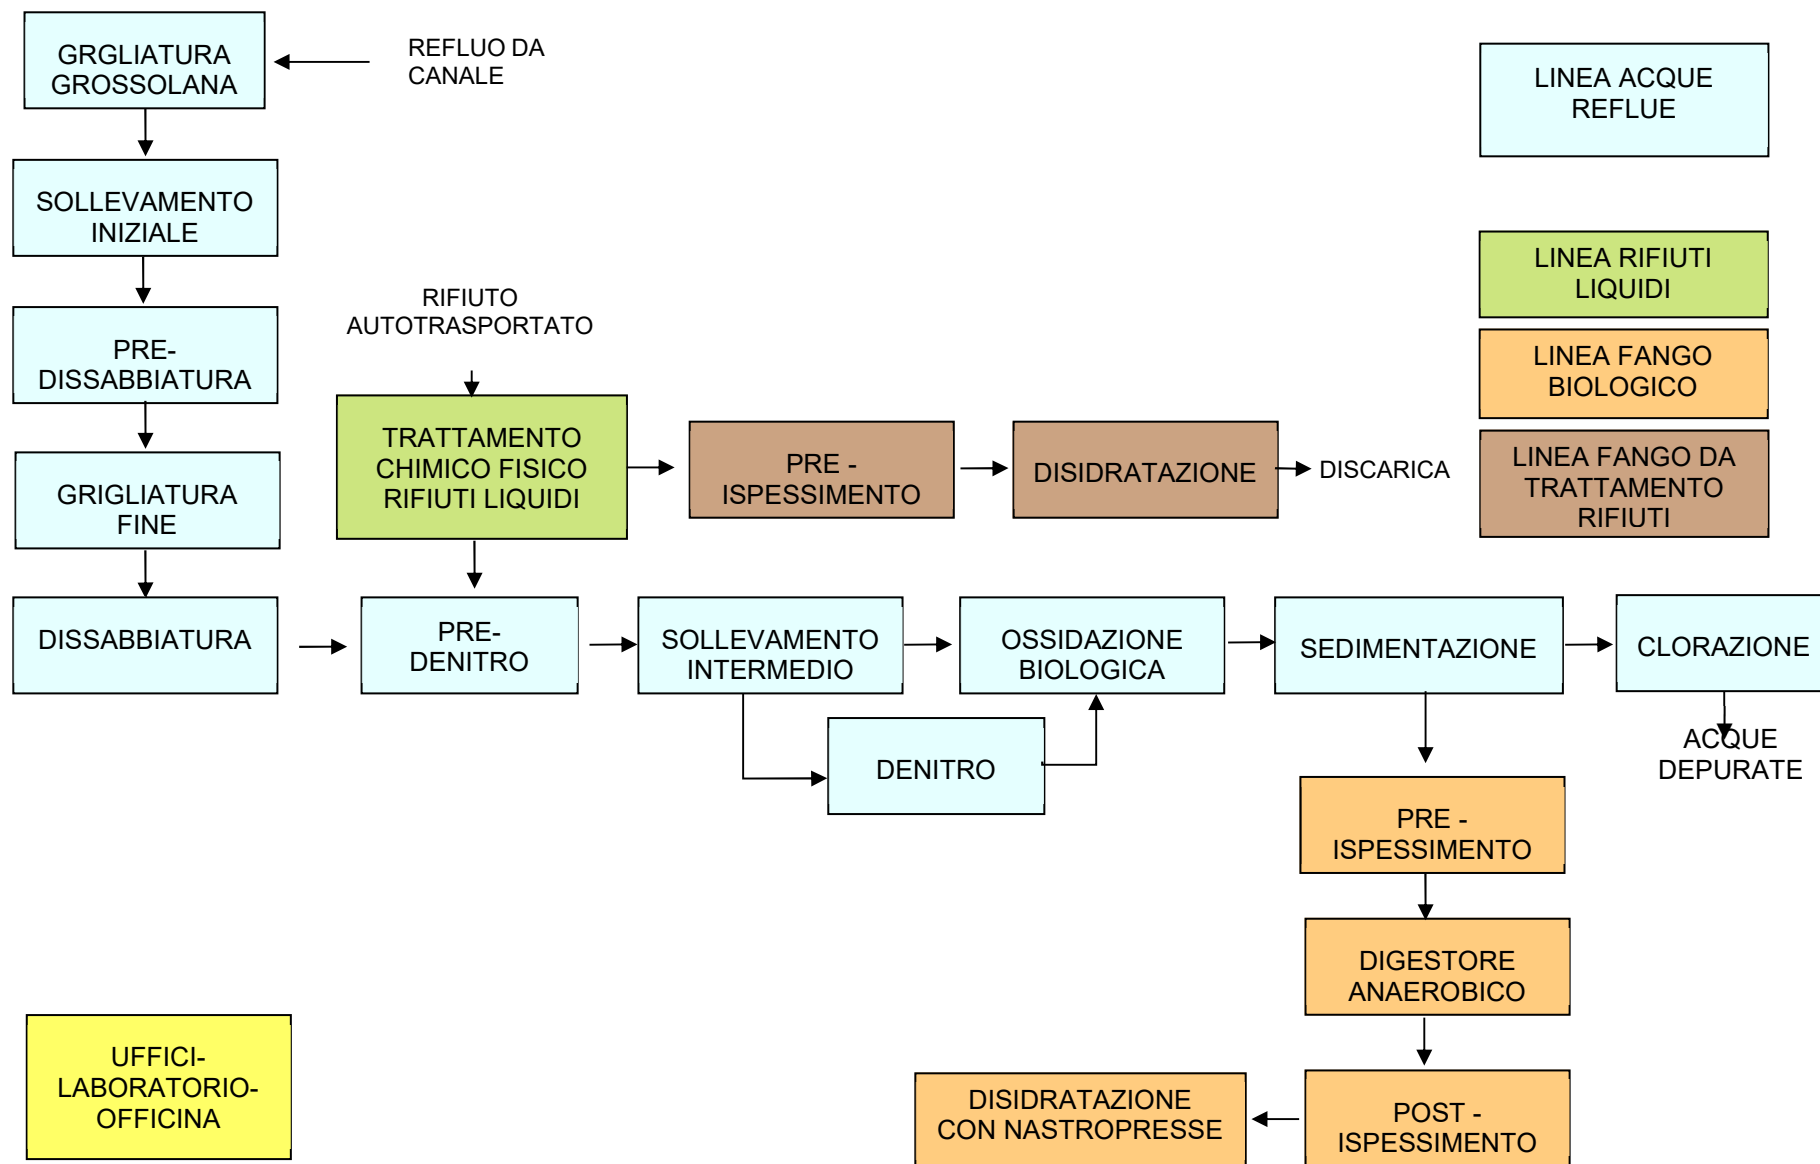 GRGLIATURA
GROSSOLANA
REFLUO DA
CANALE
LINEA ACQUE
REFLUE
SOLLEVAMENTO
INIZIALE
LINEA RIFIUTI
LIQUIDI
RIFIUTO
AUTOTRASPORTATO
PRE-
DISSABBIATURA
LINEA FANGO
BIOLOGICO
TRATTAMENTO
CHIMICO FISICO
RIFIUTI LIQUIDI
PRE -
ISPESSIMENTO
DISIDRATAZIONE
DISCARICA
LINEA FANGO DA
TRATTAMENTO
RIFIUTI
GRIGLIATURA
FINE
DISSABBIATURA
PRE-
DENITRO
SOLLEVAMENTO
INTERMEDIO
OSSIDAZIONE
BIOLOGICA
SEDIMENTAZIONE
CLORAZIONE
DENITRO
ACQUE
DEPURATE
PRE -
ISPESSIMENTO
DIGESTORE
ANAEROBICO
UFFICI-
LABORATORIO-
OFFICINA
DISIDRATAZIONE
CON NASTROPRESSE
POST -
ISPESSIMENTO